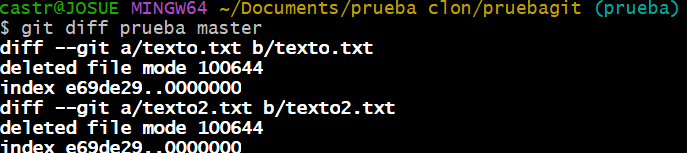 castr@JOSUE MINGW64 ~/Documents/prueba clon/pruebagit (prueba)
$ git diff prueba master
diff --git a/texto.txt b/texto.txt
deleted file mode 100644
index e69de29..0000000
diff --git a/texto2.txt b/texto2.txt
deleted file mode 100644
index e69de29..0000000